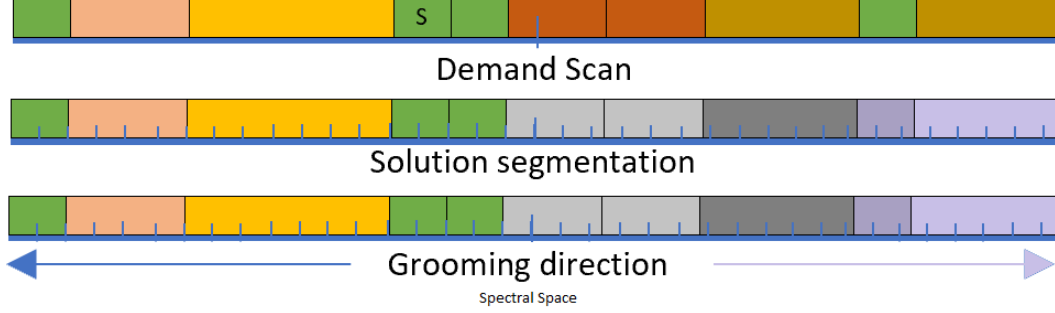 S
Demand Scan
Solution segmentation
Grooming direction
Spectral Space